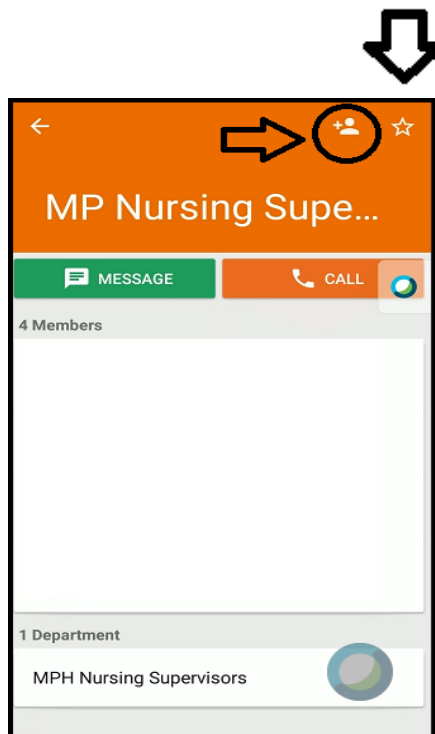 MP Nursing Supe...
MESSAGE
CALL
4 Members
1 Department
MPH Nursing Supervisors